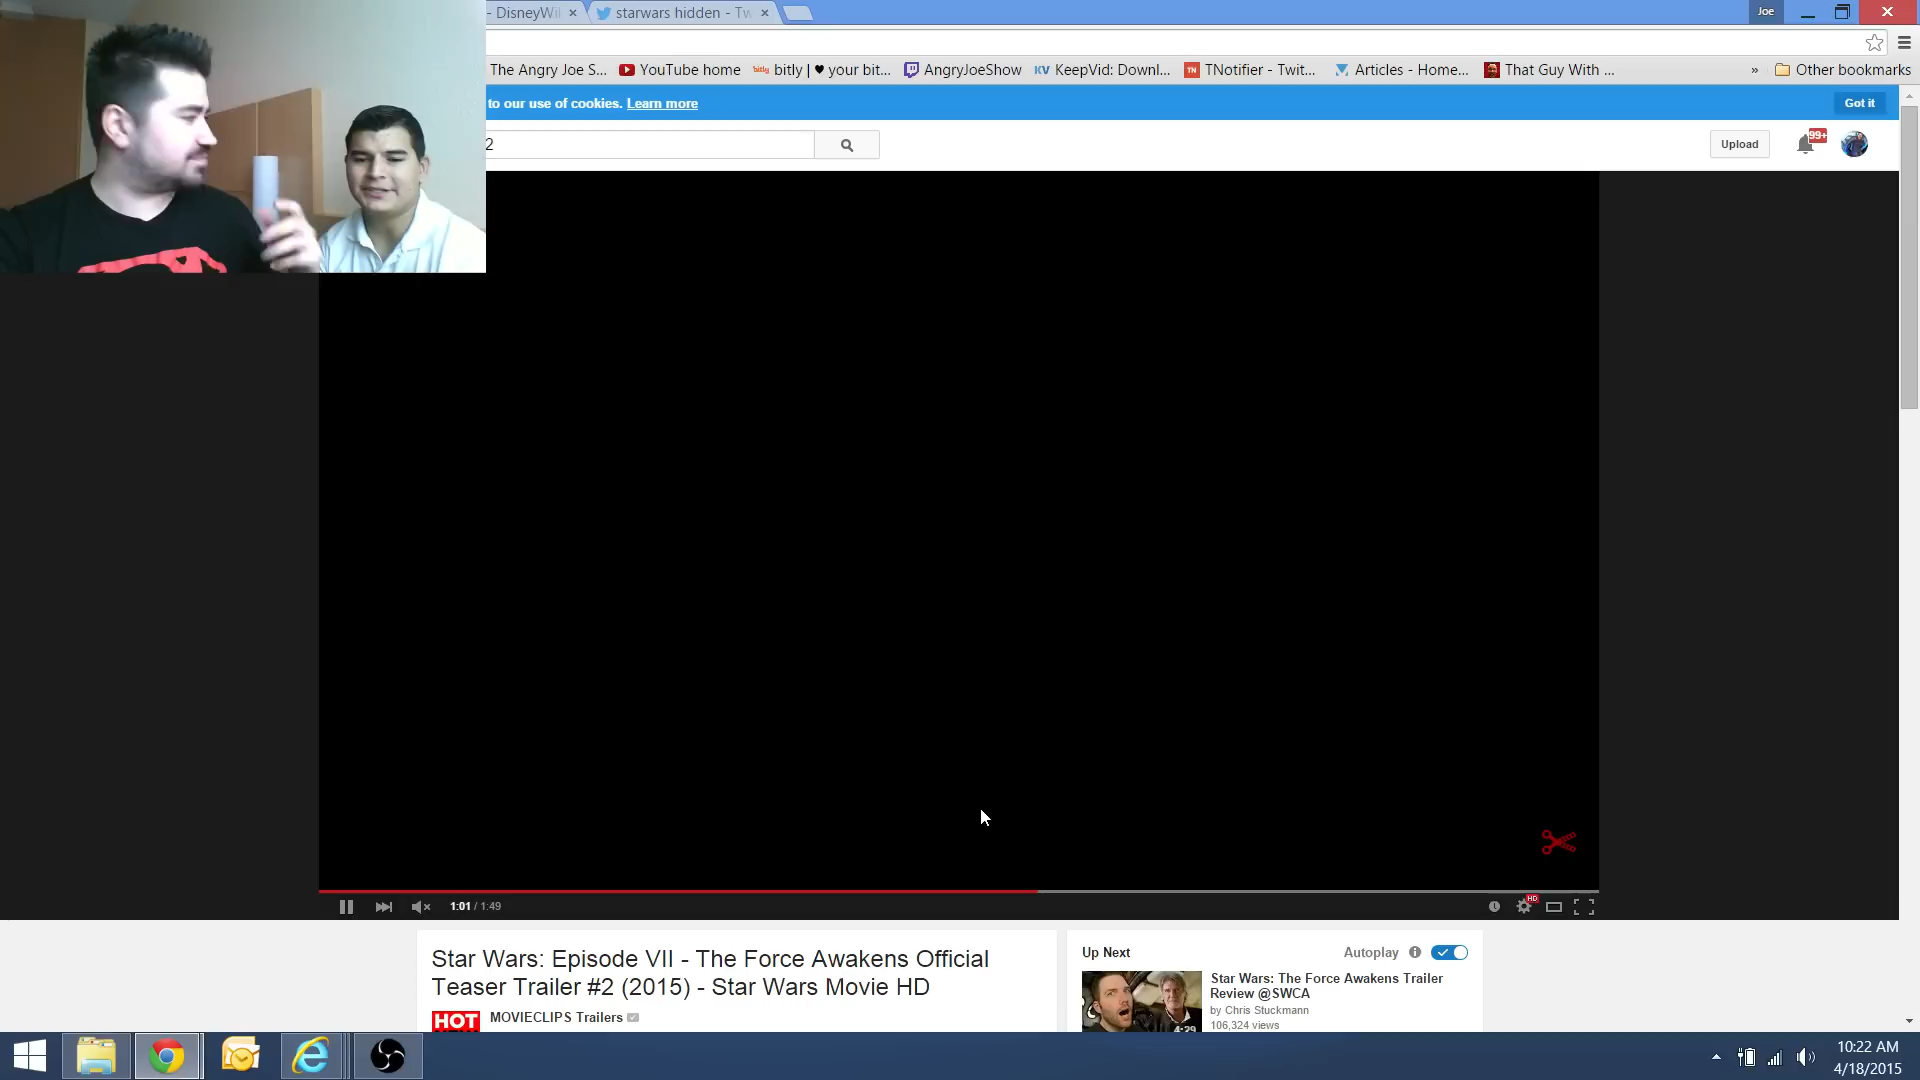 - DisneyWi
starwars hidden - Tw
Joe
The Angry Joe S...
YouTube home
bitly | ♥ your bit...
AngryJoeShow
KV KeepVid: Downl...
TN TNotifier - Twit...
Articles - Home...
That Guy With ...
»
Other bookmarks
to our use of cookies. Learn more
Got it
2
Upload
99+
1:01 / 1:49
HD
Star Wars: Episode VII - The Force Awakens Official
Teaser Trailer #2 (2015) - Star Wars Movie HD
HOT
MOVIECLIPS Trailers
Up Next
Autoplay
Star Wars: The Force Awakens Trailer
Review @SWCA
by Chris Stuckmann
106,324 views
4:29
10:22 AM
4/18/2015